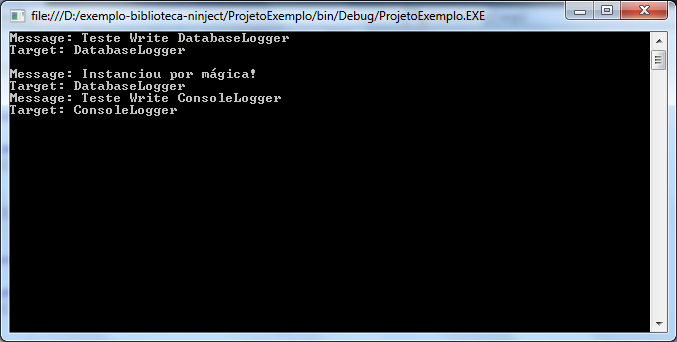 file:///D:/exemplo-biblioteca-ninject/ProjetoExemplo/bin/Debug/ProjetoExemplo.EXE
Message: Teste Write DatabaseLogger
Target: DatabaseLogger
Message: Instanciou por mágica!
Target: DatabaseLogger
Message: Teste Write ConsoleLogger
Target: ConsoleLogger